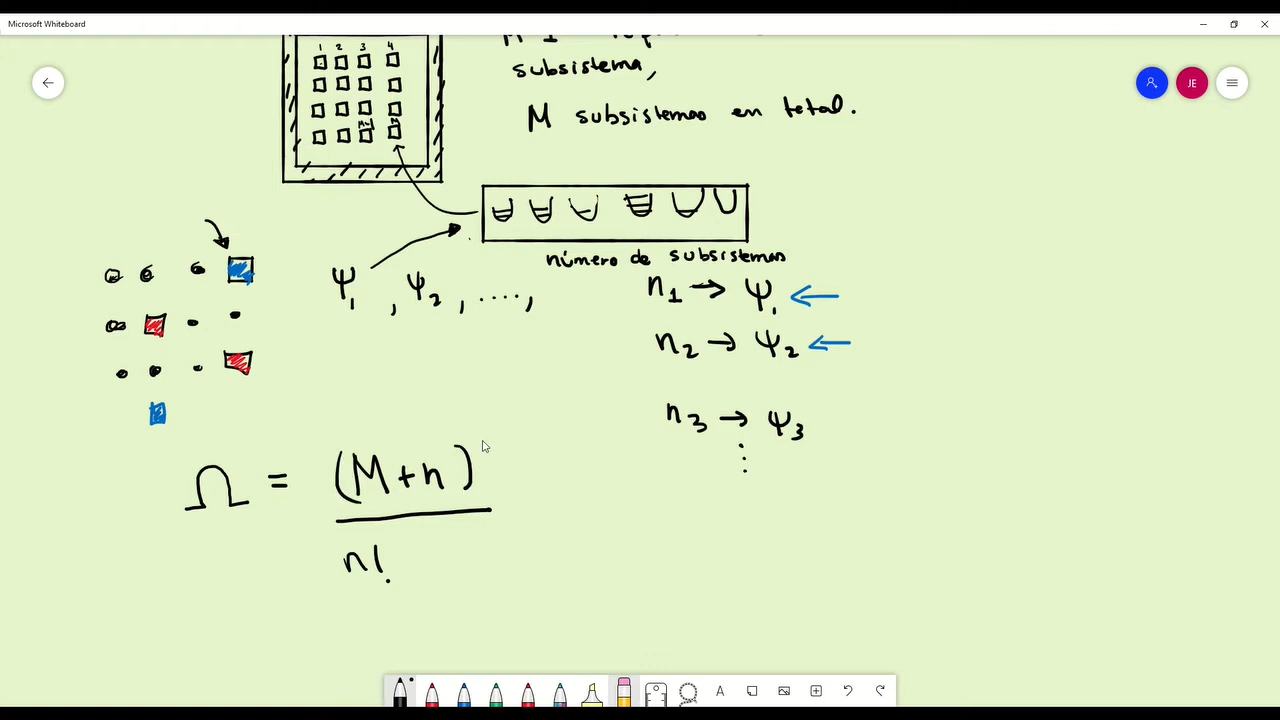 Microsoft Whiteboard
JE
1 2 3 4
subsistema,
M subsistemas en total.
número de subsistemas
Ψ₁, Ψ₂, ....,
n₁ → Ψ₁ ←
n₂ → Ψ₂ ←
n₃ → Ψ₃
⋮
Ω = (M+n)
n!
A